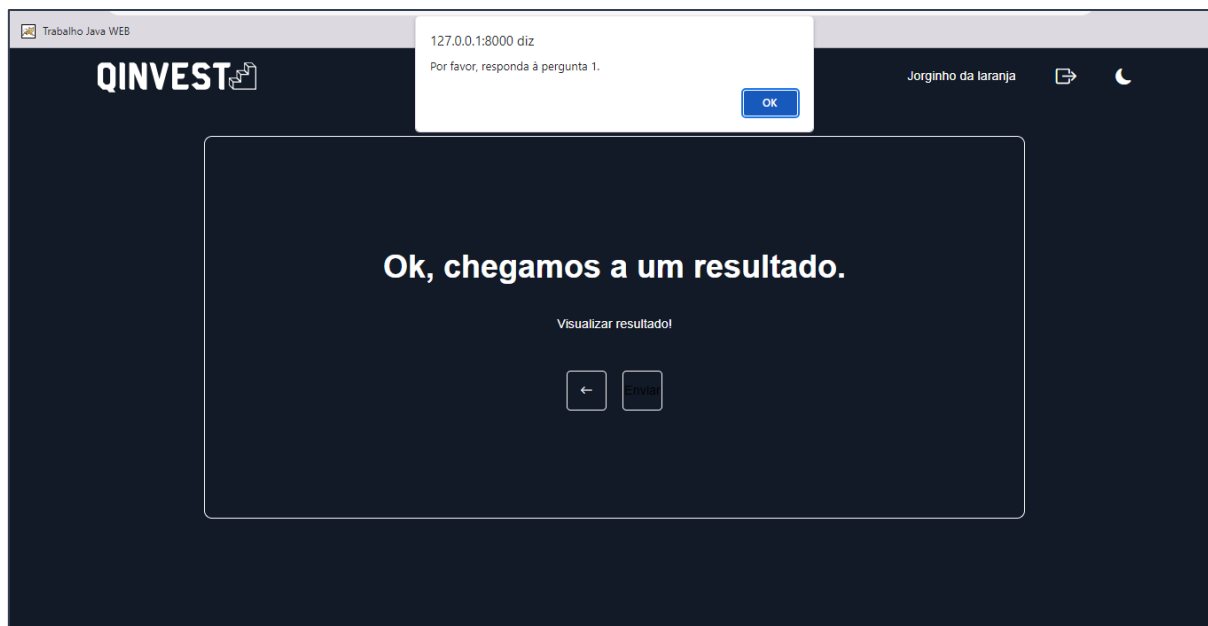 Trabalho Java WEB
127.0.0.1:8000 diz
Por favor, responda à pergunta 1.
OK
QINVEST
Jorginho da laranja
Ok, chegamos a um resultado.
Visualizar resultado!
Enviar